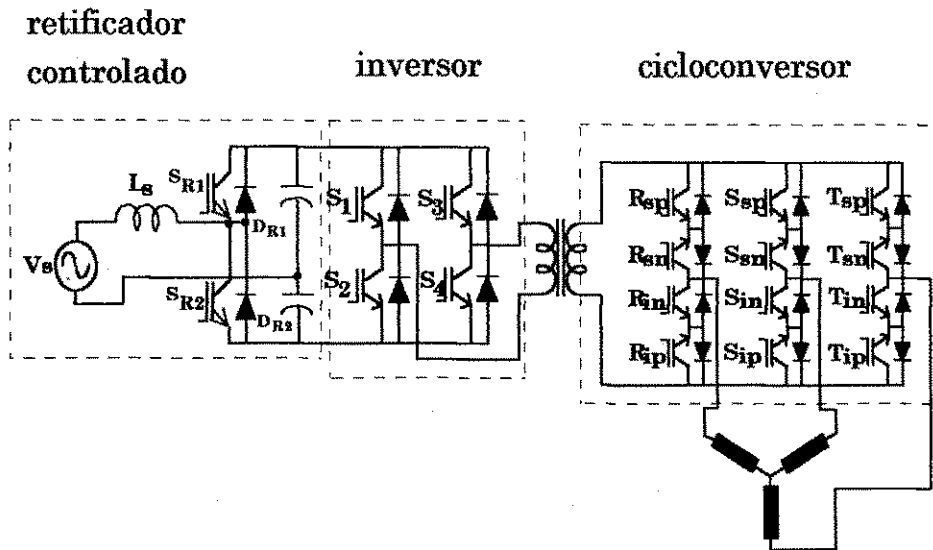 retificador
controlado
inversor
cicloconversor
Ls
Vs
SR1
DR1
SR2
DR2
S1
S3
S2
S4
Rsp
Ssp
Tsp
Rsn
Ssn
Tsn
Rin
Sin
Tin
Rip
Sip
Tip